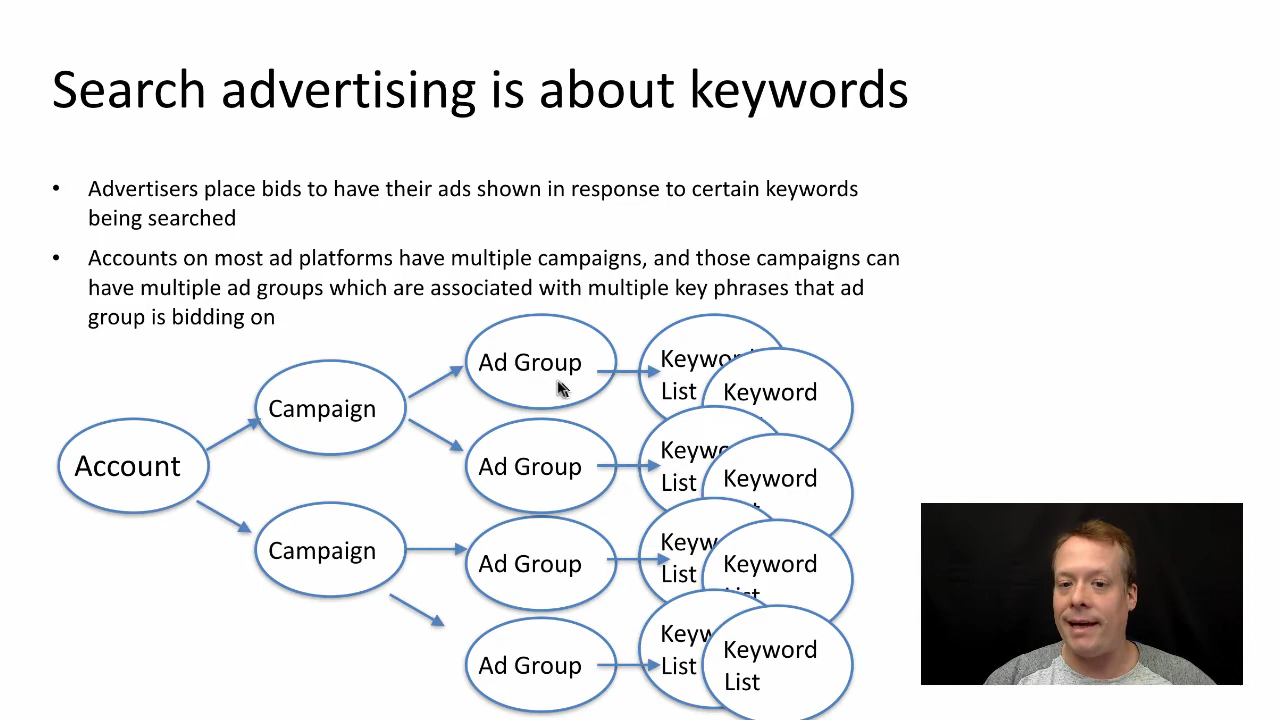 Search advertising is about keywords
• Advertisers place bids to have their ads shown in response to certain keywords
being searched
• Accounts on most ad platforms have multiple campaigns, and those campaigns can
have multiple ad groups which are associated with multiple key phrases that ad
group is bidding on
Account
Campaign
Campaign
Ad Group
Ad Group
Ad Group
Ad Group
List
Keyword
List
Keyword
List
Keyword
List
Keyword
List